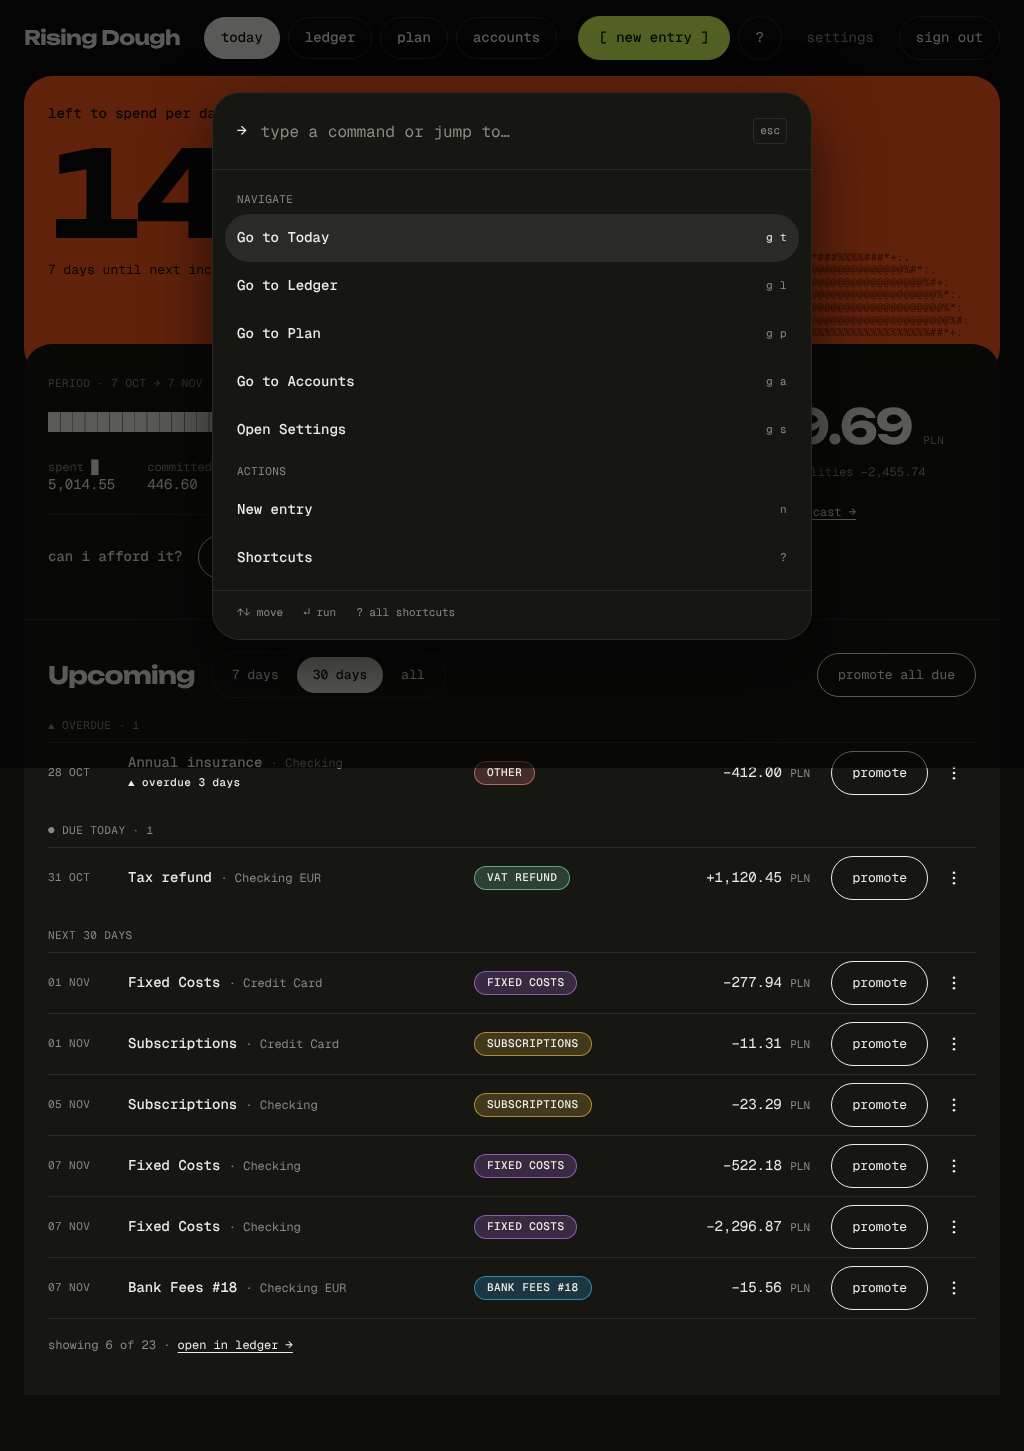 Rising Dough today ledger plan accounts [ new entry ] ? settings sign out
left to spend per da
14
7 days until next inc
→ type a command or jump to… esc
NAVIGATE
Go to Today g t
Go to Ledger g l
Go to Plan g p
Go to Accounts g a
Open Settings g s
ACTIONS
New entry n
Shortcuts ?
↑↓ move ↵ run ? all shortcuts
PERIOD · 7 OCT → 7 NOV
spent committed
5,014.55 446.60
9.69 PLN
lities −2,455.74
cast →
can i afford it?
Upcoming 7 days 30 days all promote all due
▲ OVERDUE · 1
28 OCT Annual insurance · Checking OTHER −412.00 PLN promote
▲ overdue 3 days
● DUE TODAY · 1
31 OCT Tax refund · Checking EUR VAT REFUND +1,120.45 PLN promote
NEXT 30 DAYS
01 NOV Fixed Costs · Credit Card FIXED COSTS −277.94 PLN promote
01 NOV Subscriptions · Credit Card SUBSCRIPTIONS −11.31 PLN promote
05 NOV Subscriptions · Checking SUBSCRIPTIONS −23.29 PLN promote
07 NOV Fixed Costs · Checking FIXED COSTS −522.18 PLN promote
07 NOV Fixed Costs · Checking FIXED COSTS −2,296.87 PLN promote
07 NOV Bank Fees #18 · Checking EUR BANK FEES #18 −15.56 PLN promote
showing 6 of 23 · open in ledger →